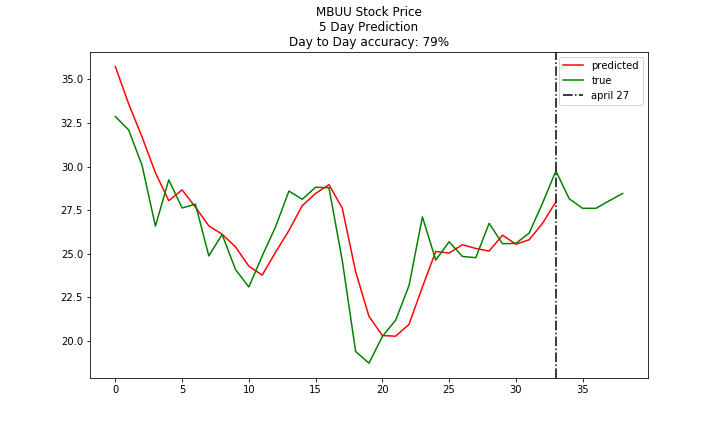 MBUU Stock Price
5 Day Prediction
Day to Day accuracy: 79%
predicted
true
april 27
35.0
32.5
30.0
27.5
25.0
22.5
20.0
0 5 10 15 20 25 30 35